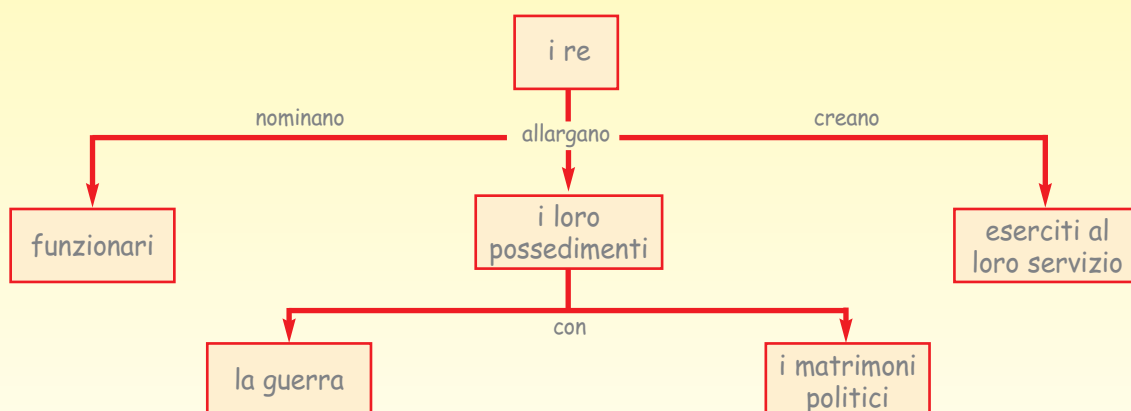 i re
nominano
allargano
creano
funzionari
i loro
possedimenti
eserciti al
loro servizio
con
la guerra
i matrimoni
politici